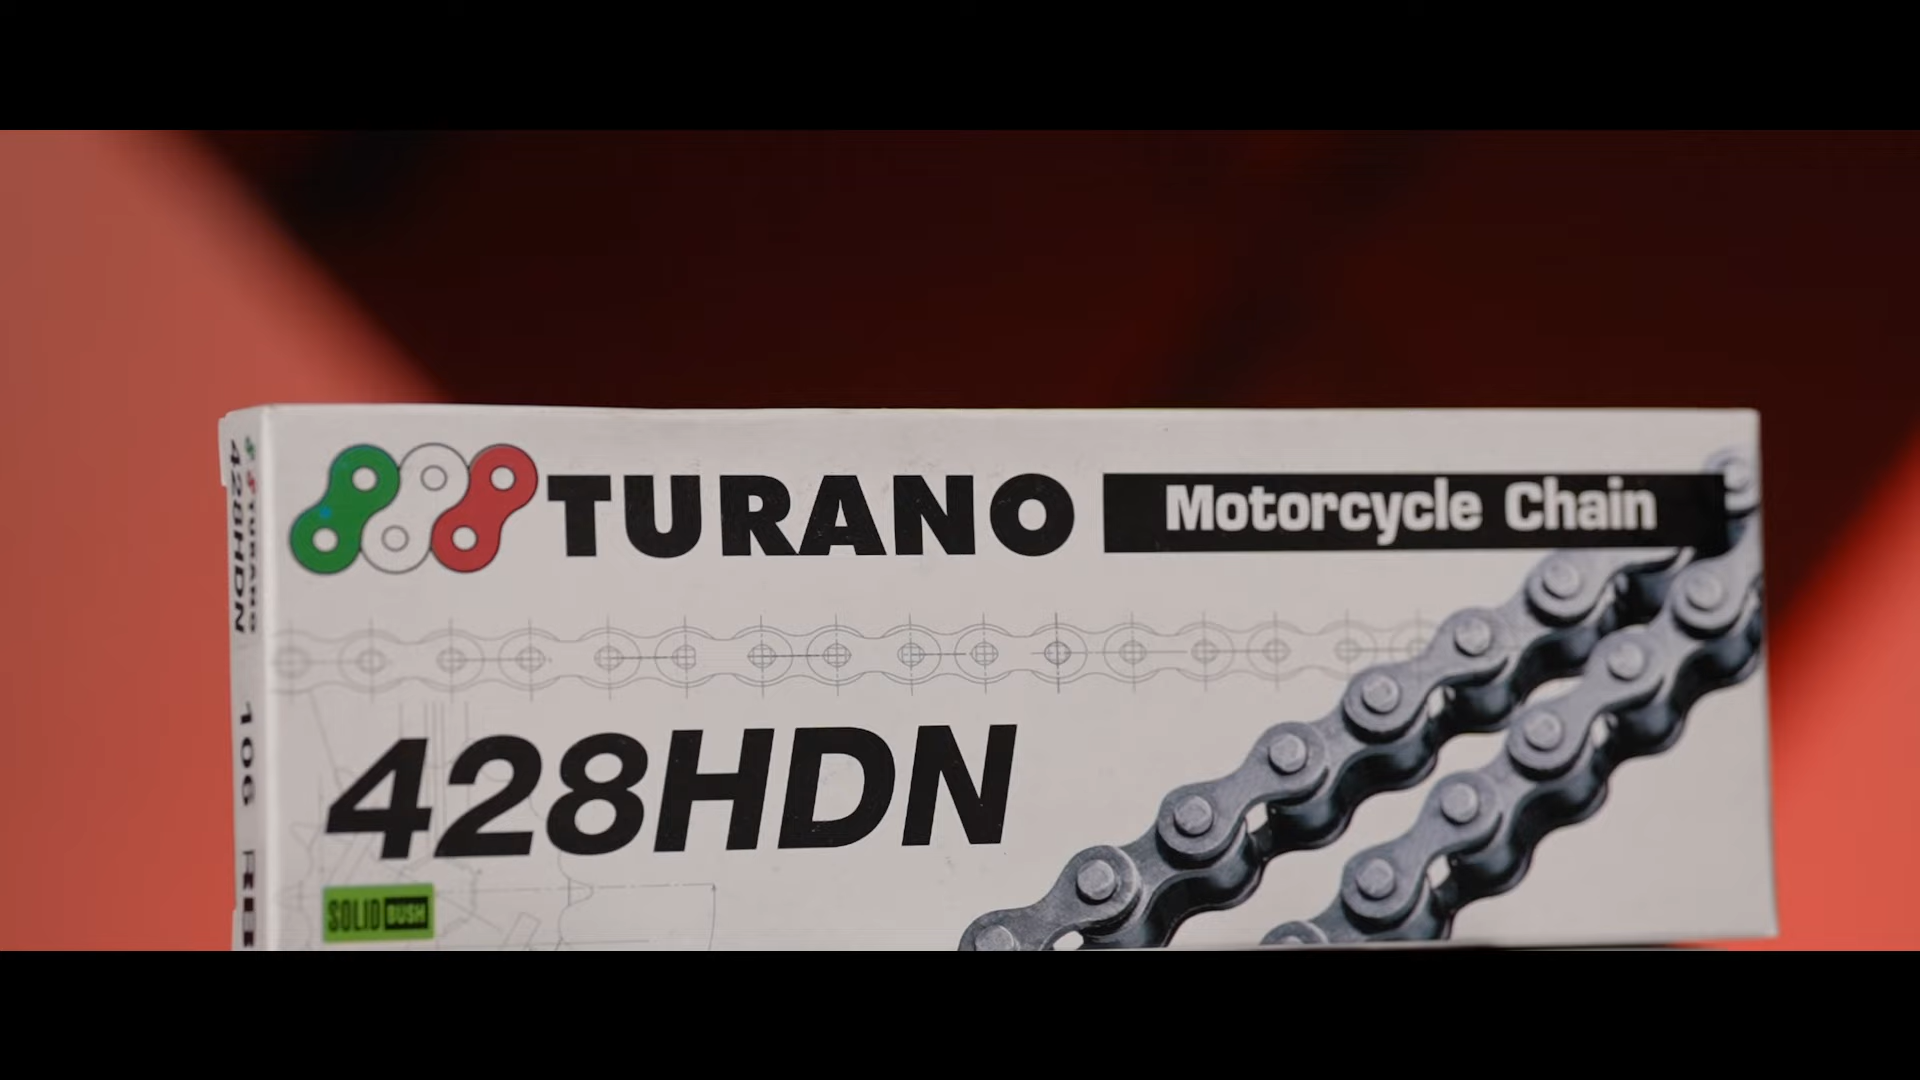 TURANO Motorcycle Chain
428HDN
SOLID BUSH
TURANO
428HDN
106